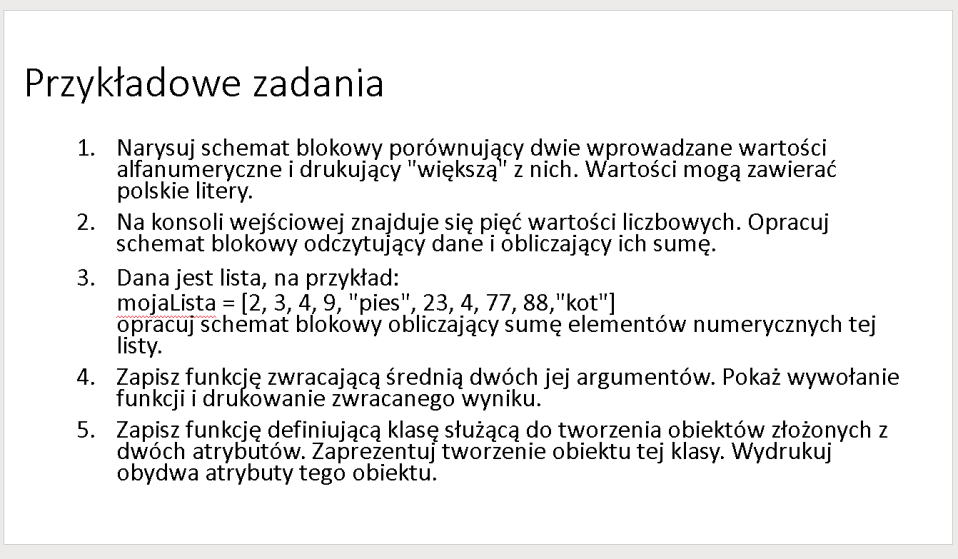 Przykładowe zadania
1. Narysuj schemat blokowy porównujący dwie wprowadzane wartości
alfanumeryczne i drukujący "większą" z nich. Wartości mogą zawierać
polskie litery.
2. Na konsoli wejściowej znajduje się pięć wartości liczbowych. Opracuj
schemat blokowy odczytujący dane i obliczający ich sumę.
3. Dana jest lista, na przykład:
mojaLista = [2, 3, 4, 9, "pies", 23, 4, 77, 88,"kot"]
opracuj schemat blokowy obliczający sumę elementów numerycznych tej
listy.
4. Zapisz funkcję zwracającą średnią dwóch jej argumentów. Pokaż wywołanie
funkcji i drukowanie zwracanego wyniku.
5. Zapisz funkcję definiującą klasę służącą do tworzenia obiektów złożonych z
dwóch atrybutów. Zaprezentuj tworzenie obiektu tej klasy. Wydrukuj
obydwa atrybuty tego obiektu.